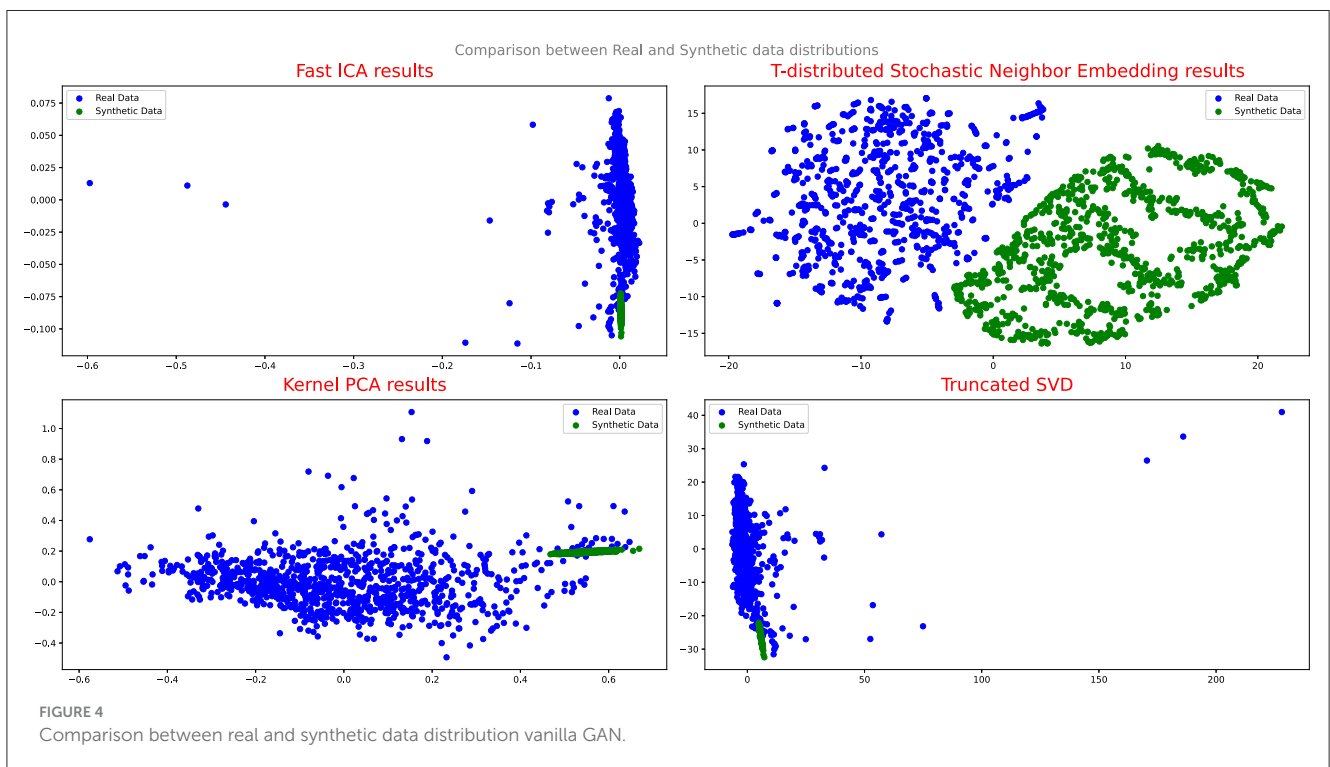 Comparison between Real and Synthetic data distributions
Fast ICA results
Real Data
Synthetic Data
0.075
0.050
0.025
0.000
−0.025
−0.050
−0.075
−0.100
−0.6 −0.5 −0.4 −0.3 −0.2 −0.1 0.0
T-distributed Stochastic Neighbor Embedding results
Real Data
Synthetic Data
15
10
5
0
−5
−10
−15
−20 −10 0 10 20
Kernel PCA results
Real Data
Synthetic Data
1.0
0.8
0.6
0.4
0.2
0.0
−0.2
−0.4
−0.6 −0.4 −0.2 0.0 0.2 0.4 0.6
Truncated SVD
Real Data
Synthetic Data
40
30
20
10
0
−10
−20
−30
0 50 100 150 200
FIGURE 4
Comparison between real and synthetic data distribution vanilla GAN.